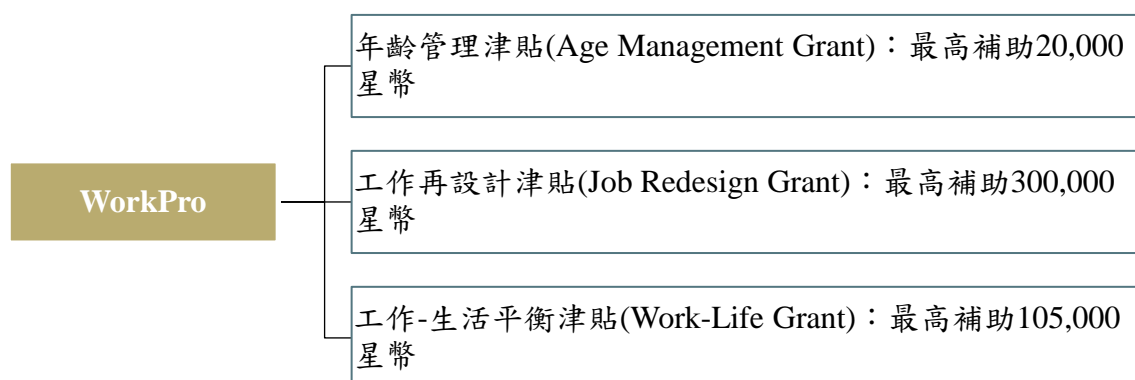 年齡管理津貼(Age Management Grant)：最高補助20,000
星幣
WorkPro
工作再設計津貼(Job Redesign Grant)：最高補助300,000
星幣
工作-生活平衡津貼(Work-Life Grant)：最高補助105,000
星幣